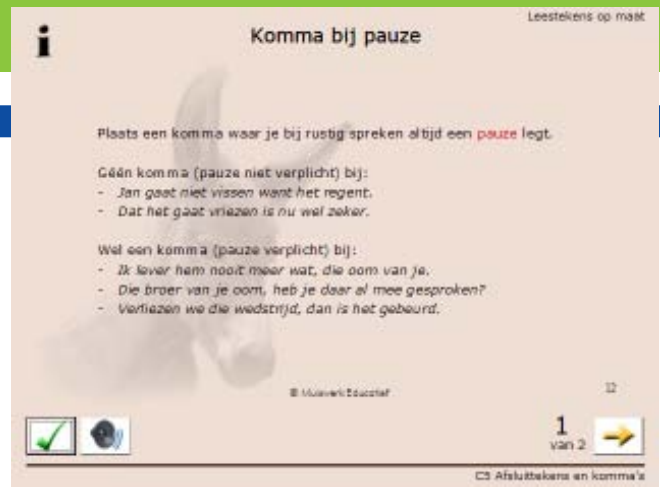 Leestekens op maat
i
Komma bij pauze
Plaats een komma waar je bij rustig spreken altijd een pauze legt.
Géén komma (pauze niet verplicht) bij:
- Jan gaat niet vissen want het regent.
- Dat het gaat vriezen is nu wel zeker.
Wel een komma (pauze verplicht) bij:
- Ik lever hem nooit meer wat, die oom van je.
- Die broer van je oom, heb je daar al mee gesproken?
- Verliezen we die wedstrijd, dan is het gebeurd.
© Educatief
12
1
van 2
C5 Afsluittekens en komma's